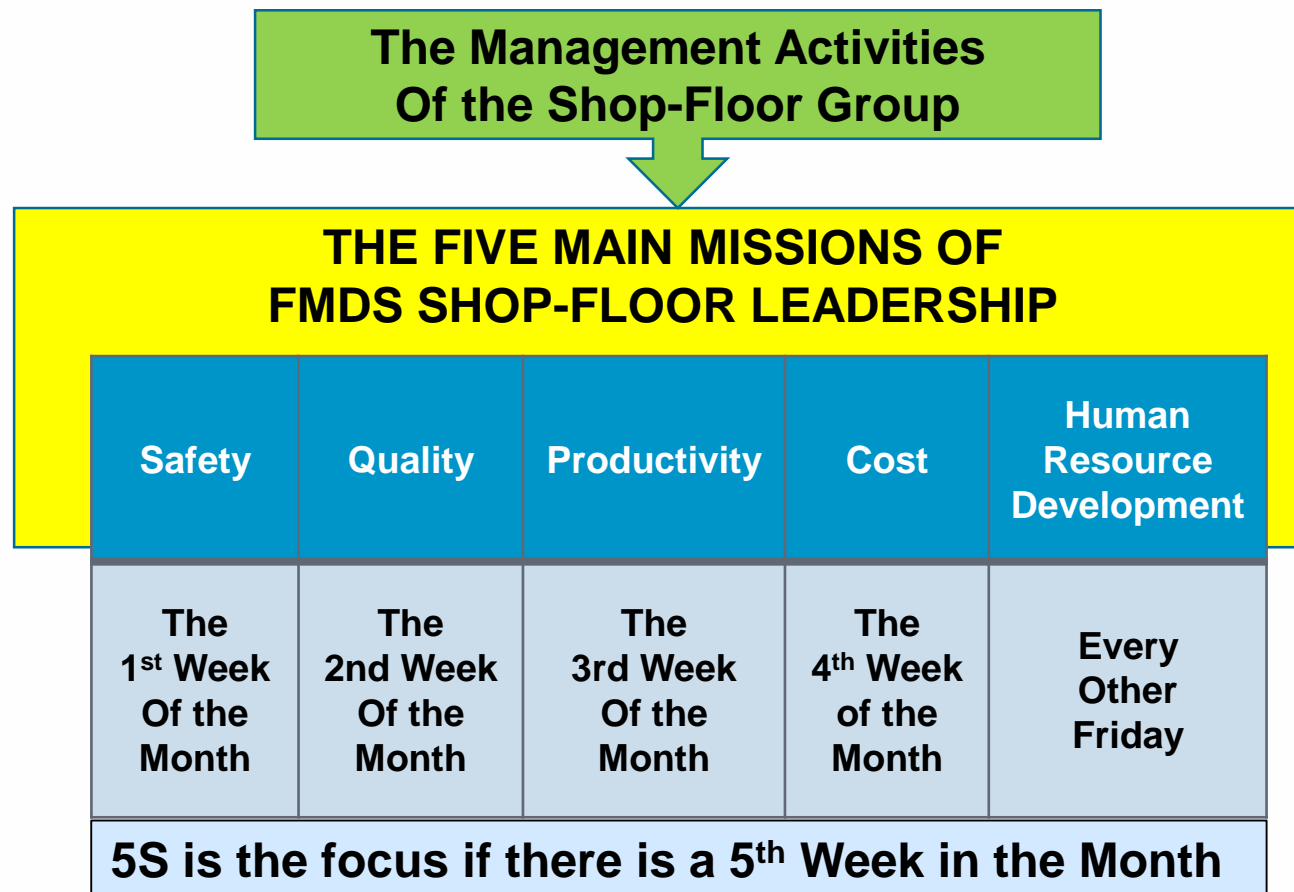 The Management Activities
Of the Shop-Floor Group
THE FIVE MAIN MISSIONS OF
FMDS SHOP-FLOOR LEADERSHIP
Safety
Quality
Productivity
Cost
Human
Resource
Development
The
1st Week
Of the
Month
The
2nd Week
Of the
Month
The
3rd Week
Of the
Month
The
4th Week
of the
Month
Every
Other
Friday
5S is the focus if there is a 5th Week in the Month